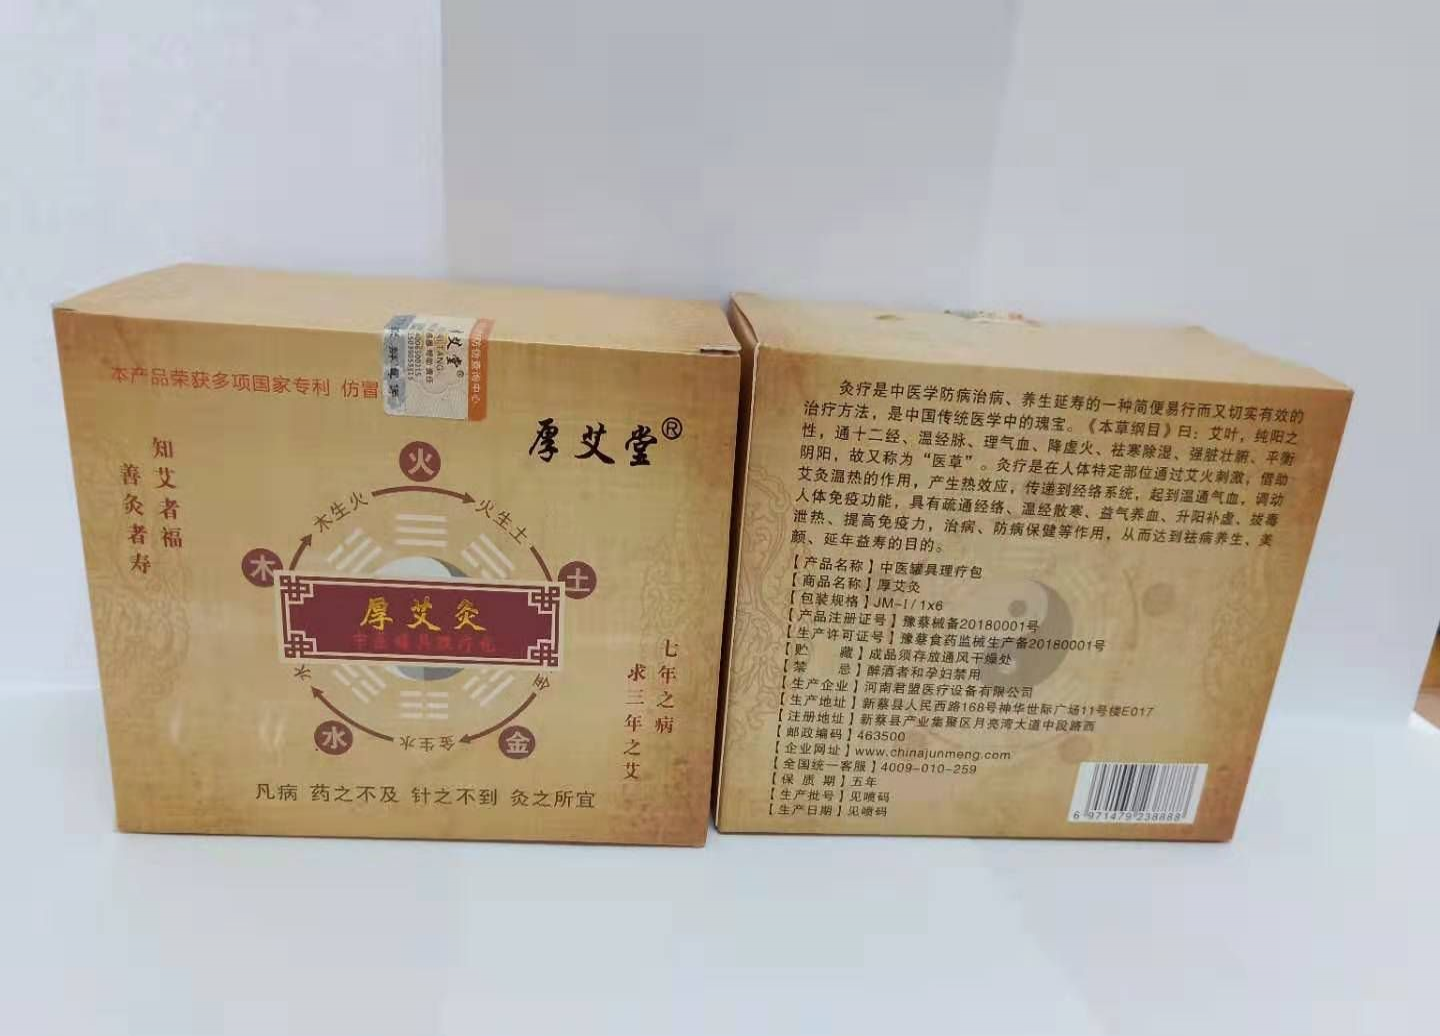 本产品荣获多项国家专利 仿冒
厚艾堂®
知艾者福
善灸者寿
火
木生火
火生土
木
土
厚艾灸
中医罐具理疗包
七年之病
求三年之艾
水
金生水
金
凡病 药之不及 针之不到 灸之所宜
灸疗是中医学防病治病、养生延寿的一种简便易行而又切实有效的
治疗方法，是中国传统医学中的瑰宝。《本草纲目》曰：艾叶，纯阳之
性，通十二经、温经脉、理气血、降虚火、祛寒除湿、强脏壮腑、平衡
阴阳，故又称为“医草”。灸疗是在人体特定部位通过艾火刺激，借助
艾灸温热的作用，产生热效应，传递到经络系统，起到温通气血，调动
人体免疫功能，具有疏通经络、温经散寒、益气养血、升阳补虚、拔毒
泄热、提高免疫力，治病、防病保健等作用，从而达到祛病养生、美
颜、延年益寿的目的。
【产品名称】中医罐具理疗包
【商品名称】厚艾灸
【包装规格】JM-I/1x6
【产品注册证号】豫蔡械备20180001号
【生产许可证号】豫蔡食药监械生产备20180001号
【贮 藏】成品须存放通风干燥处
【禁 忌】醉酒者和孕妇禁用
【生产企业】河南君盟医疗设备有限公司
【生产地址】新蔡县人民西路168号神华世际广场11号楼E017
【注册地址】新蔡县产业集聚区月亮湾大道中段路西
【邮政编码】463500
【企业网址】www.chinajunmeng.com
【全国统一客服】4009-010-259
【保 质 期】五年
【生产批号】见喷码
【生产日期】见喷码
6 971479 238888